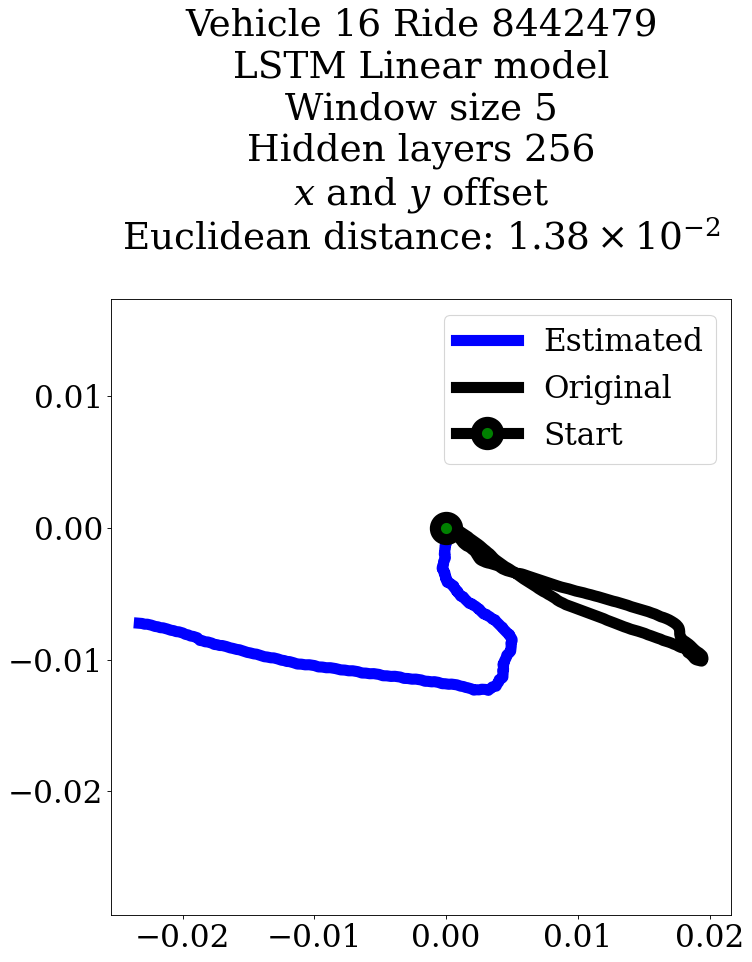 Vehicle 16 Ride 8442479
LSTM Linear model
Window size 5
Hidden layers 256
x and y offset
Euclidean distance: 1.38 × 10⁻²
Estimated
Original
Start
0.01
0.00
−0.01
−0.02
−0.02 −0.01 0.00 0.01 0.02